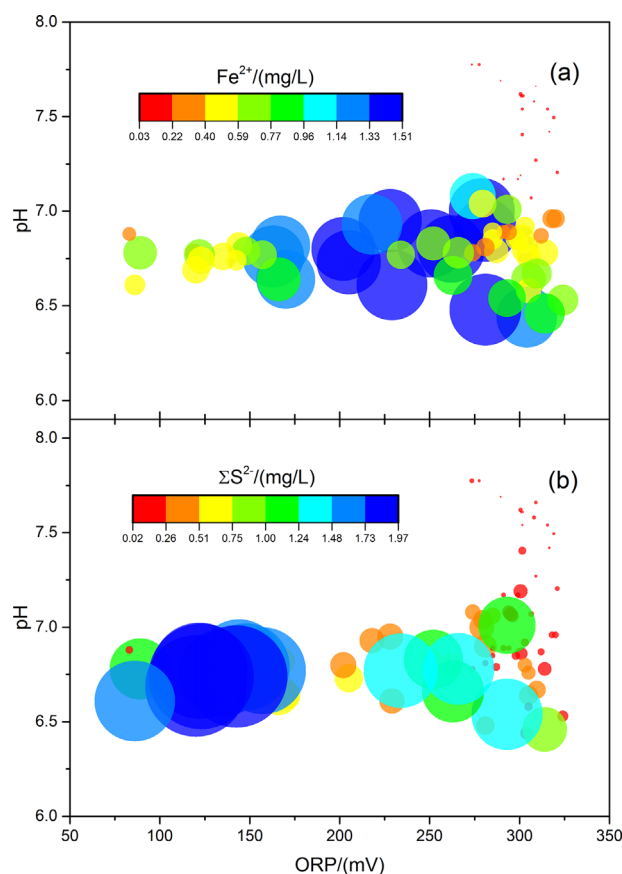 8.0
(a)
Fe2+/(mg/L)
0.03 0.22 0.40 0.59 0.77 0.96 1.14 1.33 1.51
7.5
pH
7.0
6.5
6.0
8.0
(b)
ΣS2-/(mg/L)
0.02 0.26 0.51 0.75 1.00 1.24 1.48 1.73 1.97
7.5
pH
7.0
6.5
6.0
50 100 150 200 250 300 350
ORP/(mV)